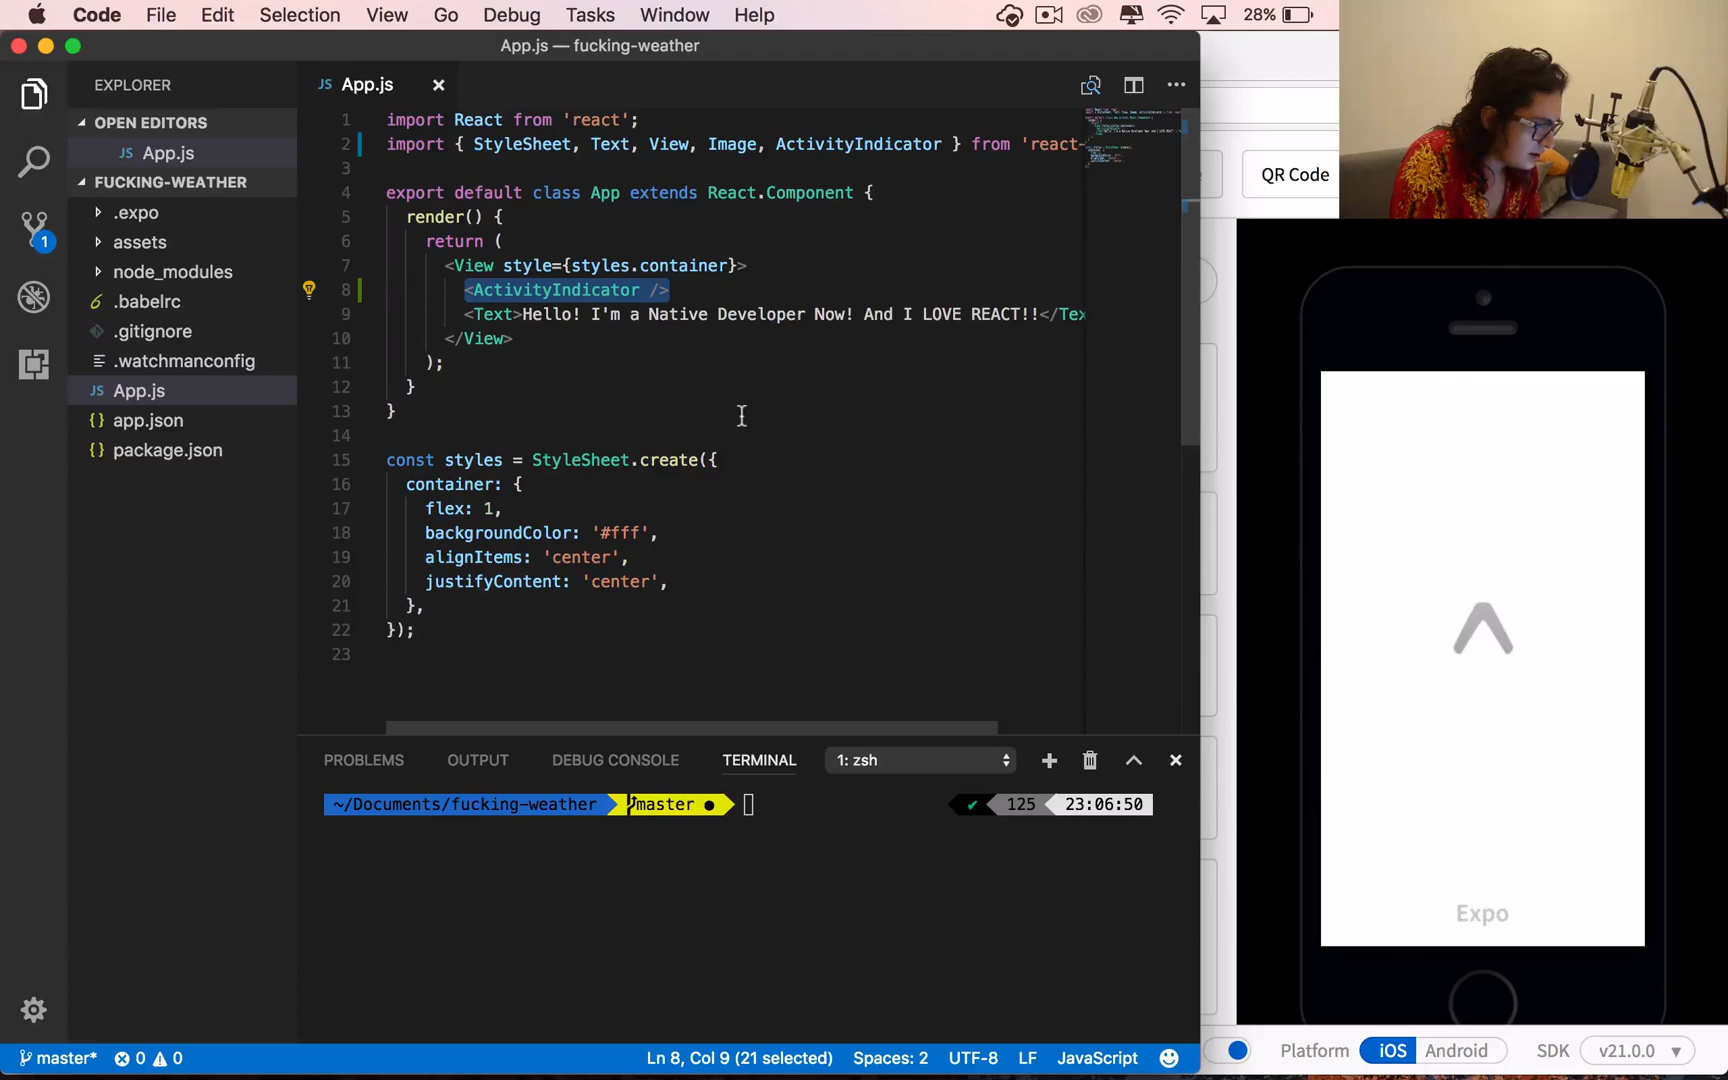 Code File Edit Selection View Go Debug Tasks Window Help 28%
App.js — fucking-weather
EXPLORER
OPEN EDITORS
JS App.js
FUCKING-WEATHER
.expo
assets
node_modules
.babelrc
.gitignore
.watchmanconfig
JS App.js
{} app.json
{} package.json
JS App.js
1 import React from 'react';
2 import { StyleSheet, Text, View, Image, ActivityIndicator } from 'react-
3
4 export default class App extends React.Component {
5 render() {
6 return (
7 <View style={styles.container}>
8 <ActivityIndicator />
9 <Text>Hello! I'm a Native Developer Now! And I LOVE REACT!!</Tex
10 </View>
11 );
12 }
13 }
14
15 const styles = StyleSheet.create({
16 container: {
17 flex: 1,
18 backgroundColor: '#fff',
19 alignItems: 'center',
20 justifyContent: 'center',
21 },
22 });
23
PROBLEMS OUTPUT DEBUG CONSOLE TERMINAL 1: zsh
~/Documents/fucking-weather master ● ✔ 125 23:06:50
1
master* 0 0 Ln 8, Col 9 (21 selected) Spaces: 2 UTF-8 LF JavaScript
QR Code
Expo
Platform iOS Android SDK v21.0.0